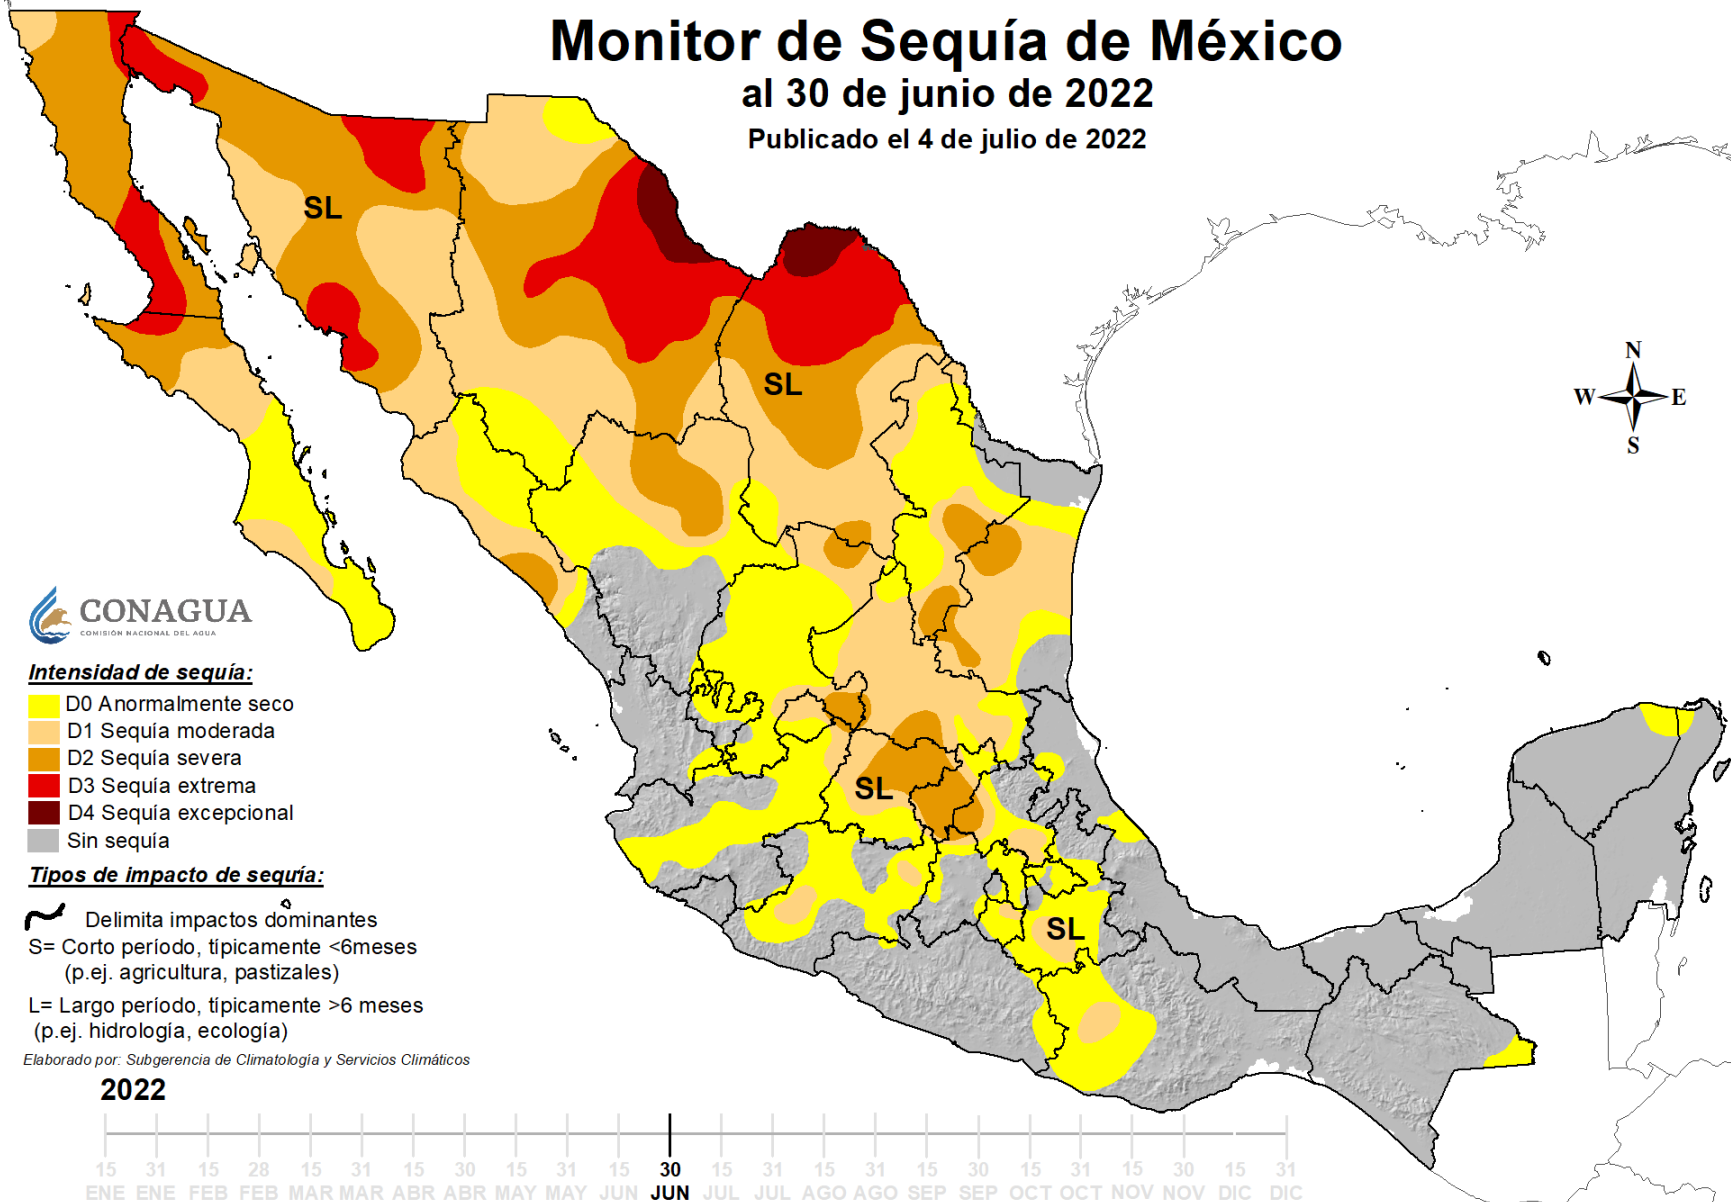 Monitor de Sequía de México
al 30 de junio de 2022
Publicado el 4 de julio de 2022
SL
SL
N
W E
S
CONAGUA
COMISIÓN NACIONAL DEL AGUA
Intensidad de sequía:
D0 Anormalmente seco
D1 Sequía moderada
D2 Sequía severa
D3 Sequía extrema
D4 Sequía excepcional
Sin sequía
SL
SL
Tipos de impacto de sequía:
Delimita impactos dominantes
S= Corto período, típicamente <6meses
(p.ej. agricultura, pastizales)
L= Largo período, típicamente >6 meses
(p.ej. hidrología, ecología)
Elaborado por: Subgerencia de Climatología y Servicios Climáticos
2022
15 31 15 28 15 31 15 30 15 31 15 30 15 31 15 31 15 30 15 31 15 30 15 31
ENE ENE FEB FEB MAR MAR ABR ABR MAY MAY JUN JUN JUL JUL AGO AGO SEP SEP OCT OCT NOV NOV DIC DIC